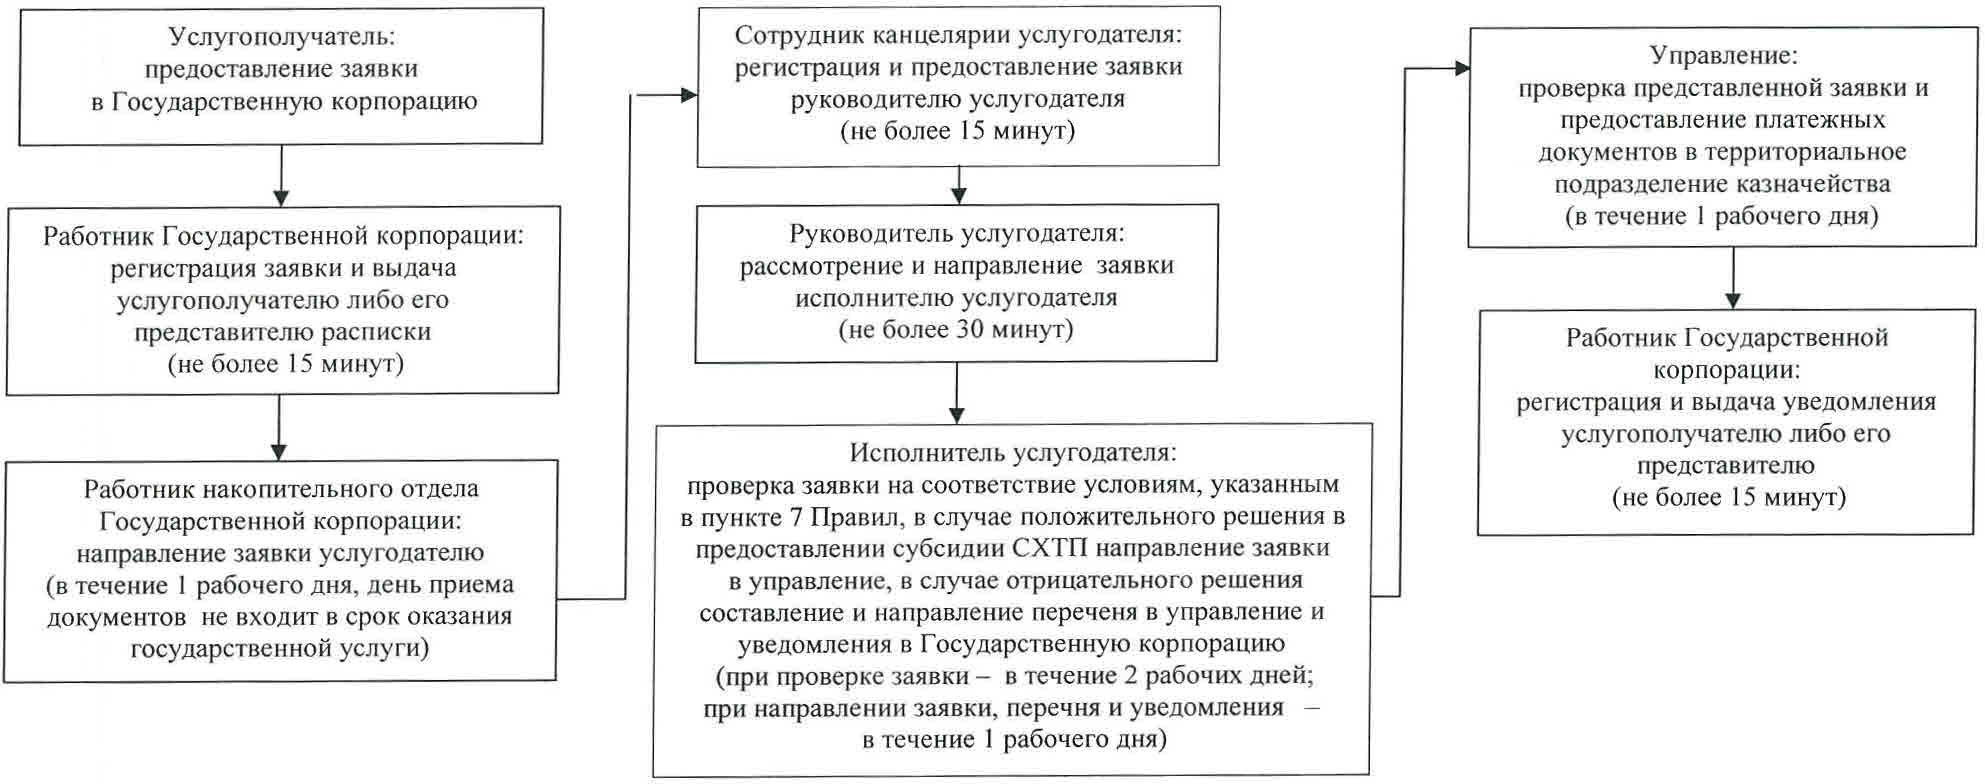 Услугополучатель:
предоставление заявки
в Государственную корпорацию
Работник Государственной корпорации:
регистрация заявки и выдача
услугополучателю либо его
представителю расписки
(не более 15 минут)
Работник накопительного отдела
Государственной корпорации:
направление заявки услугодателю
(в течение 1 рабочего дня, день приема
документов не входит в срок оказания
государственной услуги)
Сотрудник канцелярии услугодателя:
регистрация и предоставление заявки
руководителю услугодателя
(не более 15 минут)
Руководитель услугодателя:
рассмотрение и направление заявки
исполнителю услугодателя
(не более 30 минут)
Исполнитель услугодателя:
проверка заявки на соответствие условиям, указанным
в пункте 7 Правил, в случае положительного решения в
предоставлении субсидии СХТП направление заявки
в управление, в случае отрицательного решения
составление и направление переченя в управление и
уведомления в Государственную корпорацию
(при проверке заявки – в течение 2 рабочих дней;
при направлении заявки, перечня и уведомления –
в течение 1 рабочего дня)
Управление:
проверка представленной заявки и
предоставление платежных
документов в территориальное
подразделение казначейства
(в течение 1 рабочего дня)
Работник Государственной
корпорации:
регистрация и выдача уведомления
услугополучателю либо его
представителю
(не более 15 минут)